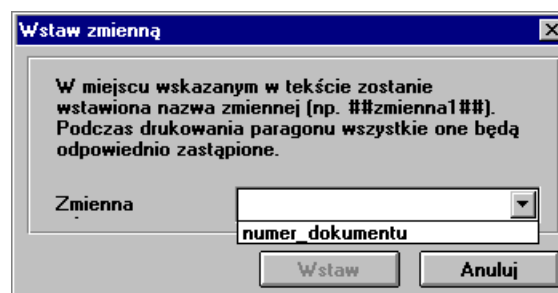 Wstaw zmienną
W miejscu wskazanym w tekście zostanie
wstawiona nazwa zmiennej (np. ##zmienna1##).
Podczas drukowania paragonu wszystkie one będą
odpowiednio zastąpione.
Zmienna
numer_dokumentu
Wstaw
Anuluj